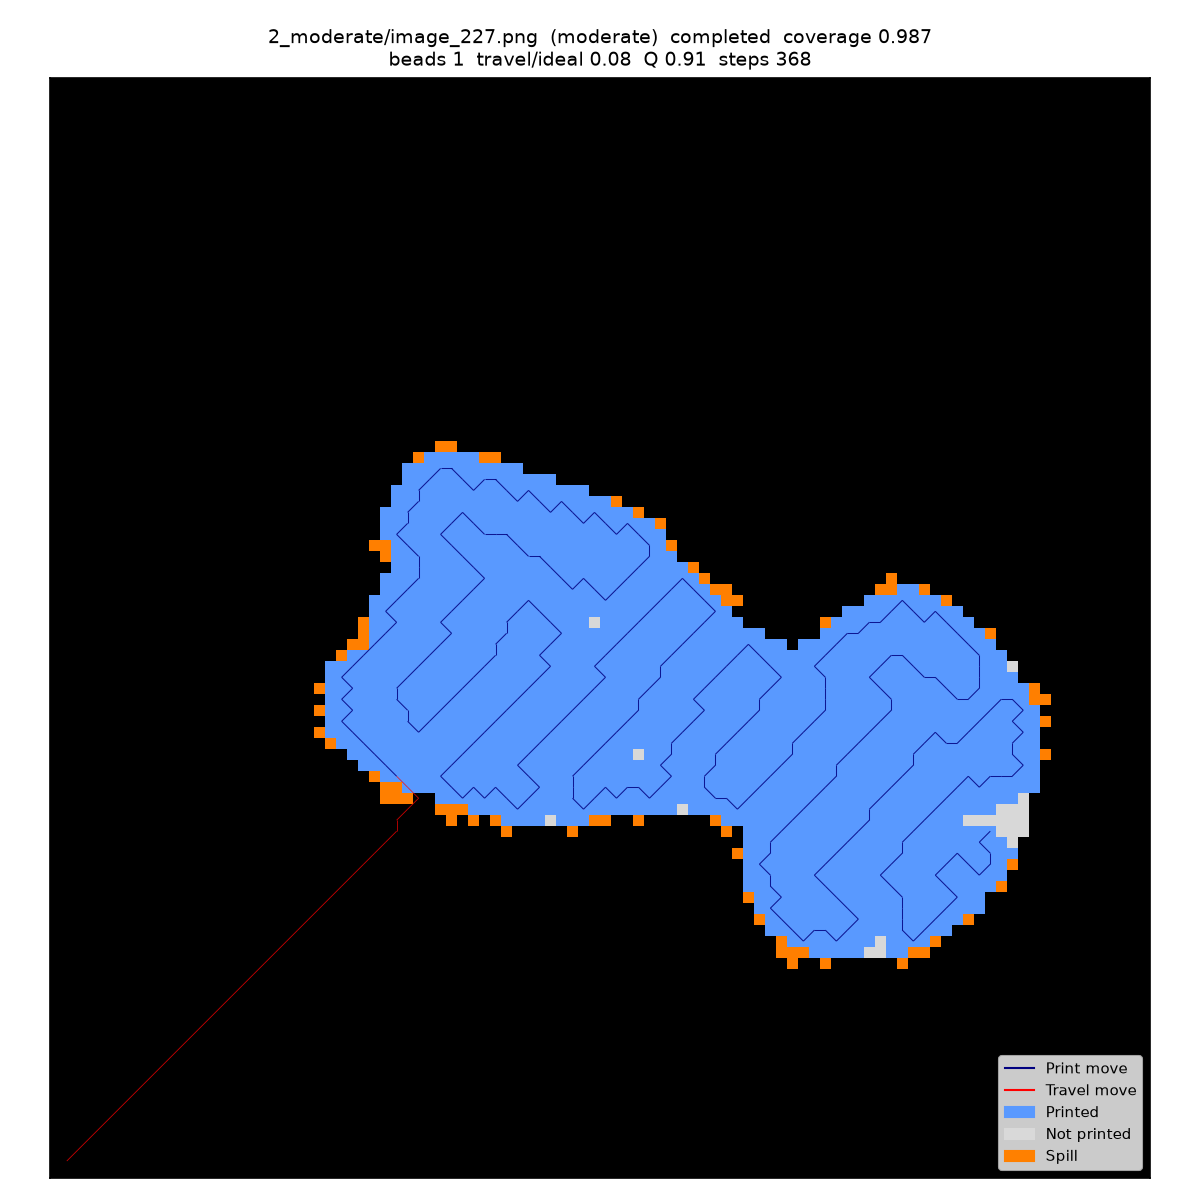 2_moderate/image_227.png  (moderate)  completed  coverage 0.987
beads 1  travel/ideal 0.08  Q 0.91  steps 368
Print move
Travel move
Printed
Not printed
Spill